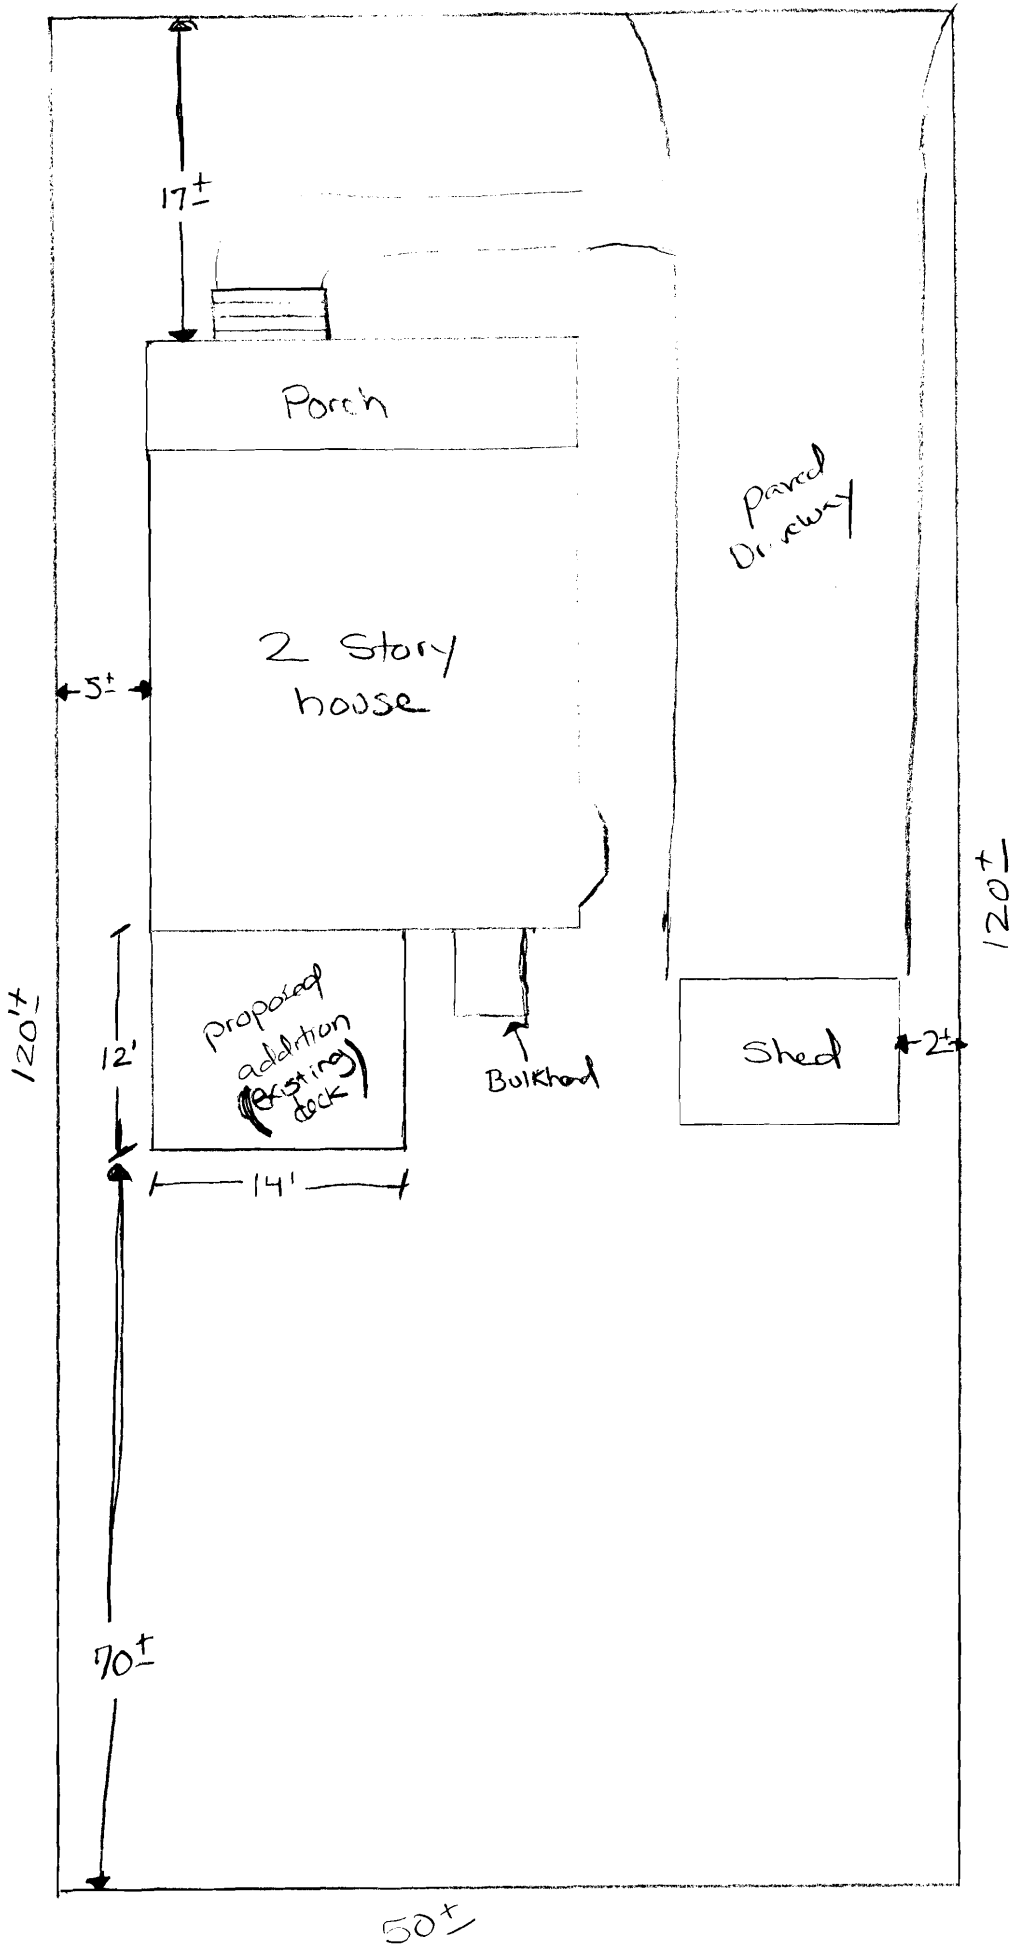 17±
Porch
paved
Driveway
2 Story
house
5±
120±
120'±
12'
proposed
addition
(existing)
deck
Bulkhead
Shed
2±
14'
70±
50±